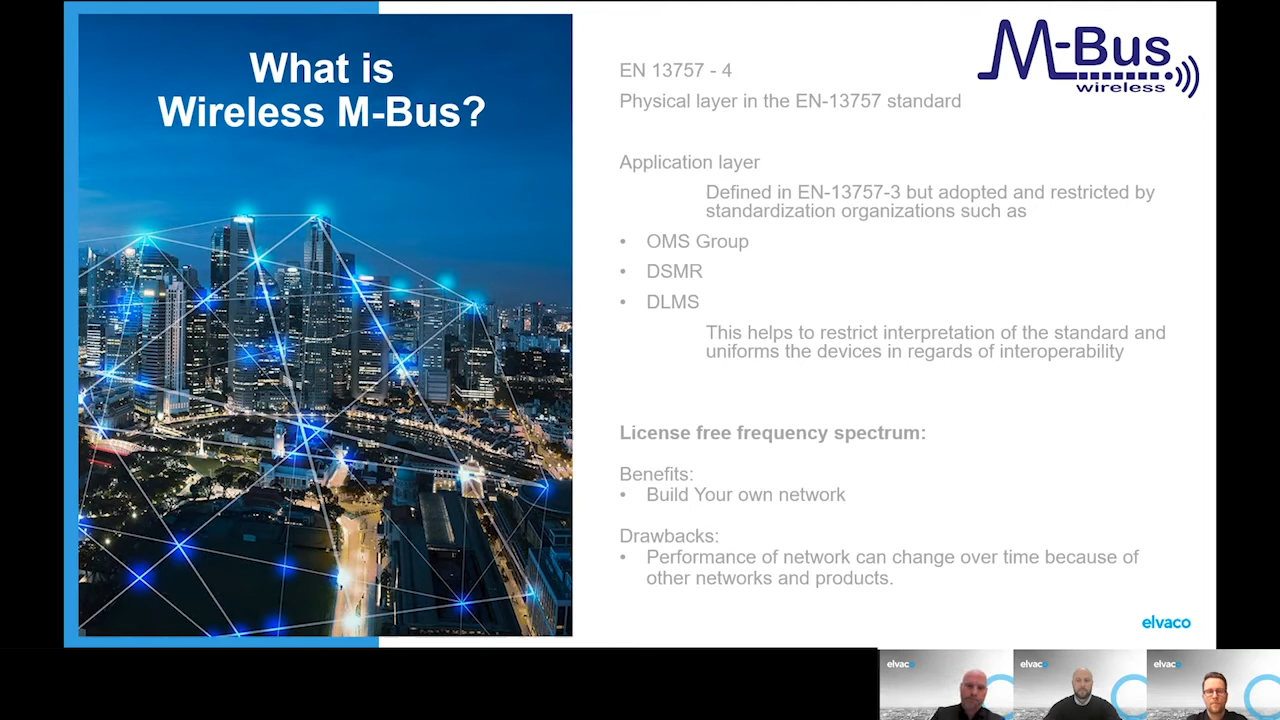 What is
Wireless M-Bus?
M-Bus
wireless
EN 13757 - 4
Physical layer in the EN-13757 standard
Application layer
Defined in EN-13757-3 but adopted and restricted by
standardization organizations such as
• OMS Group
• DSMR
• DLMS
This helps to restrict interpretation of the standard and
uniforms the devices in regards of interoperability
License free frequency spectrum:
Benefits:
• Build Your own network
Drawbacks:
• Performance of network can change over time because of
other networks and products.
elvaco
elvaco
elvaco
elvaco